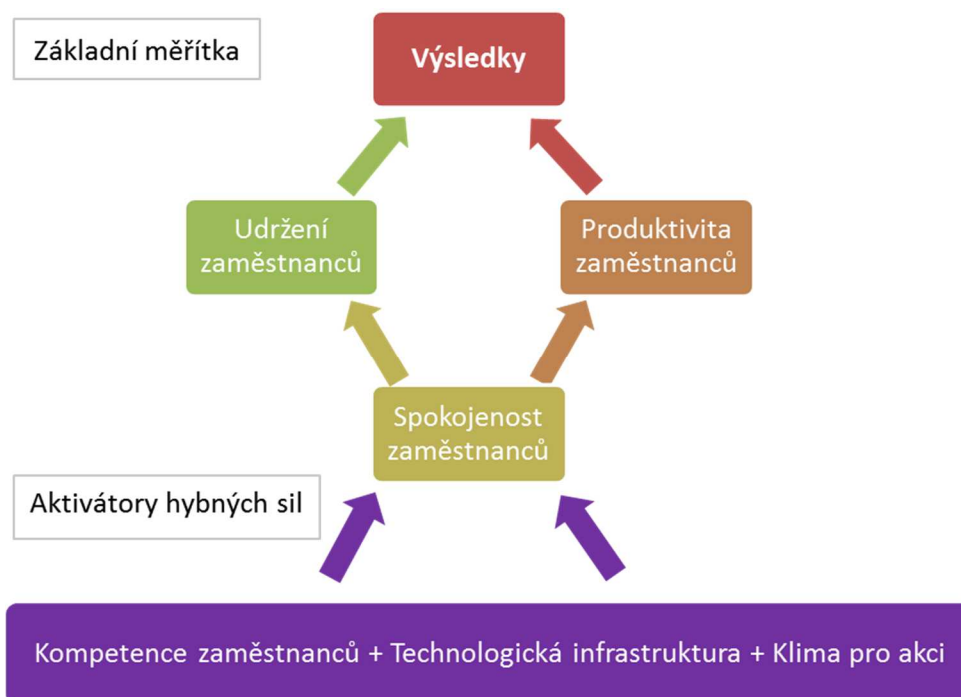 Základní měřítka
Výsledky
Udržení
zaměstnanců
Produktivita
zaměstnanců
Spokojenost
zaměstnanců
Aktivátory hybných sil
Kompetence zaměstnanců + Technologická infrastruktura + Klima pro akci